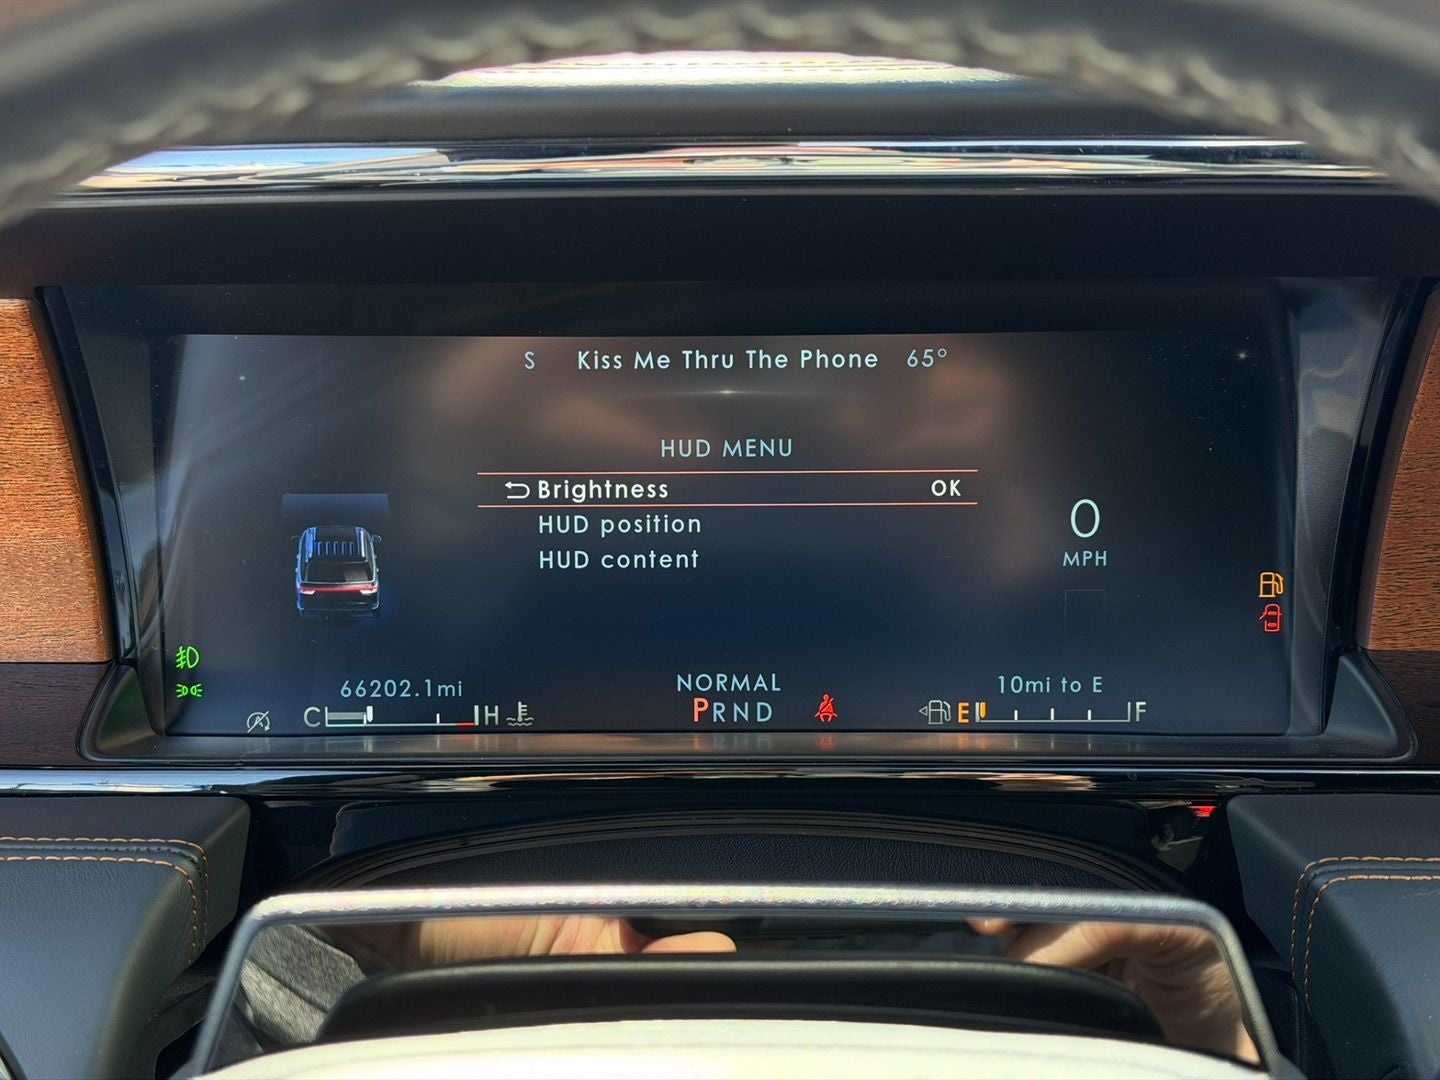 S Kiss Me Thru The Phone 65°
HUD MENU
Brightness OK
HUD position
HUD content
0
MPH
66202.1mi
NORMAL
10mi to E
C H
PRND
E F